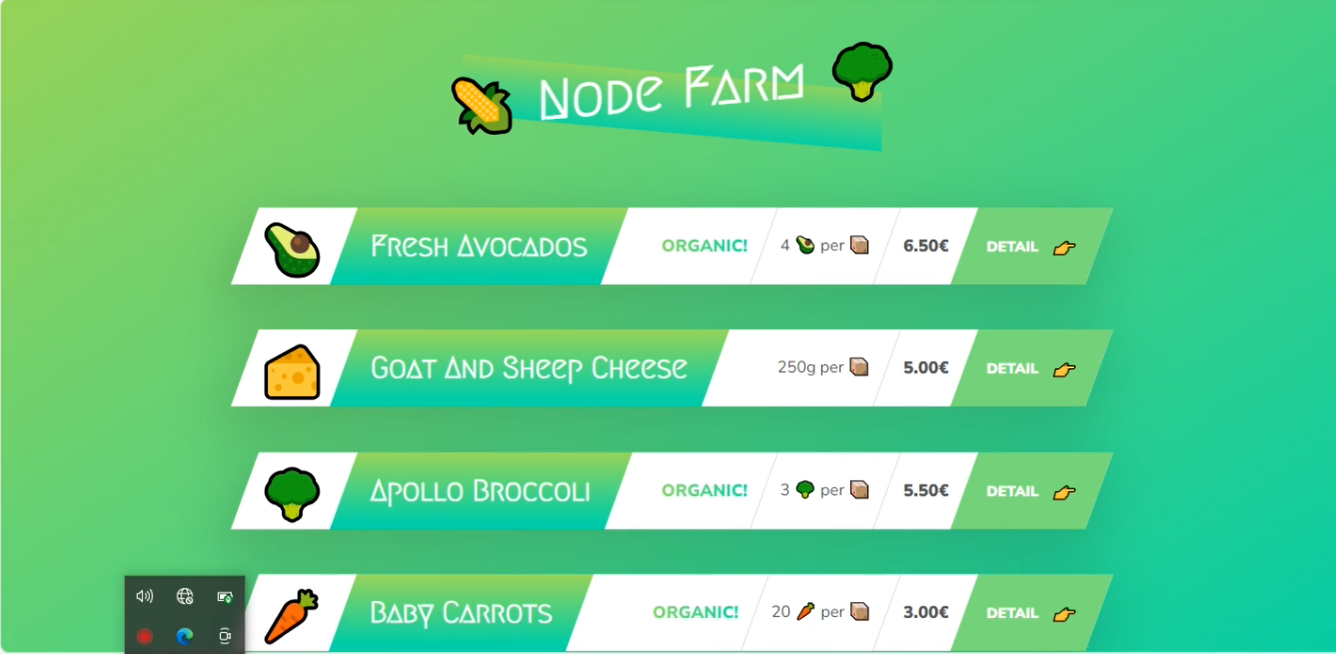 Node Farm
Fresh Avocados ORGANIC! 4 🥑 per 📦 6.50€ DETAIL 👉
Goat And Sheep Cheese 250g per 📦 5.00€ DETAIL 👉
Apollo Broccoli ORGANIC! 3 🥦 per 📦 5.50€ DETAIL 👉
Baby Carrots ORGANIC! 20 🥕 per 📦 3.00€ DETAIL 👉